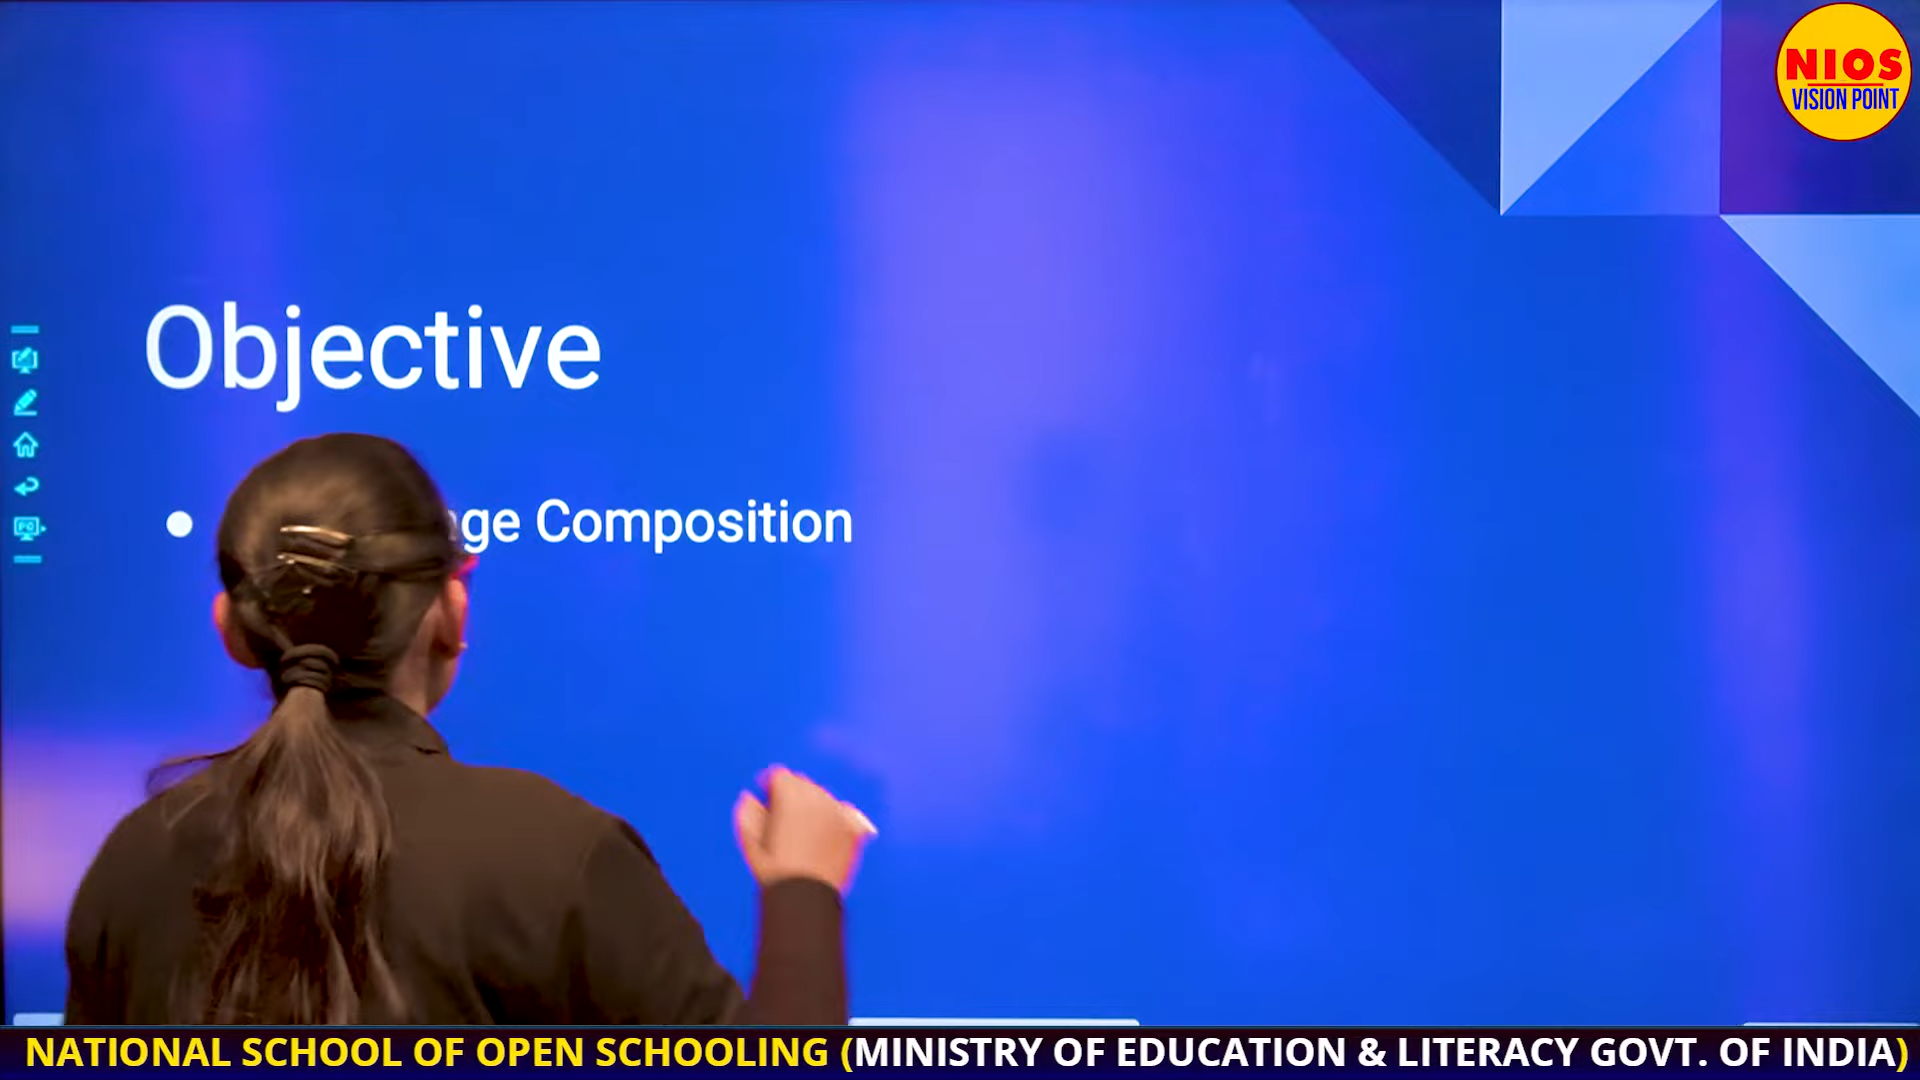 NIOS
VISION POINT
Objective
• ge Composition
NATIONAL SCHOOL OF OPEN SCHOOLING (MINISTRY OF EDUCATION & LITERACY GOVT. OF INDIA)